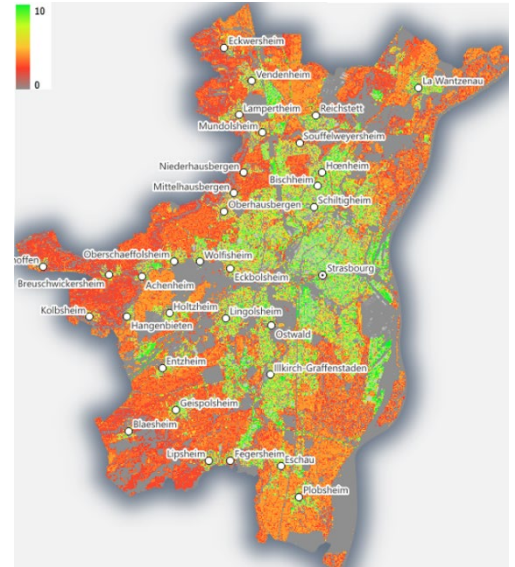 10
0
Eckwersheim
Vendenheim
La Wantzenau
Lampertheim
Reichstett
Mundolsheim
Souffelweyersheim
Niederhausbergen
Hœnheim
Bischheim
Mittelhausbergen
Oberhausbergen
Schiltigheim
Oberschaeffolsheim
Wolfisheim
hoffen
Eckbolsheim
Strasbourg
Breuschwickersheim
Achenheim
Kolbsheim
Holtzheim
Lingolsheim
Hangenbieten
Ostwald
Entzheim
Illkirch-Graffenstaden
Geispolsheim
Blaesheim
Lipsheim
Fegersheim
Eschau
Plobsheim